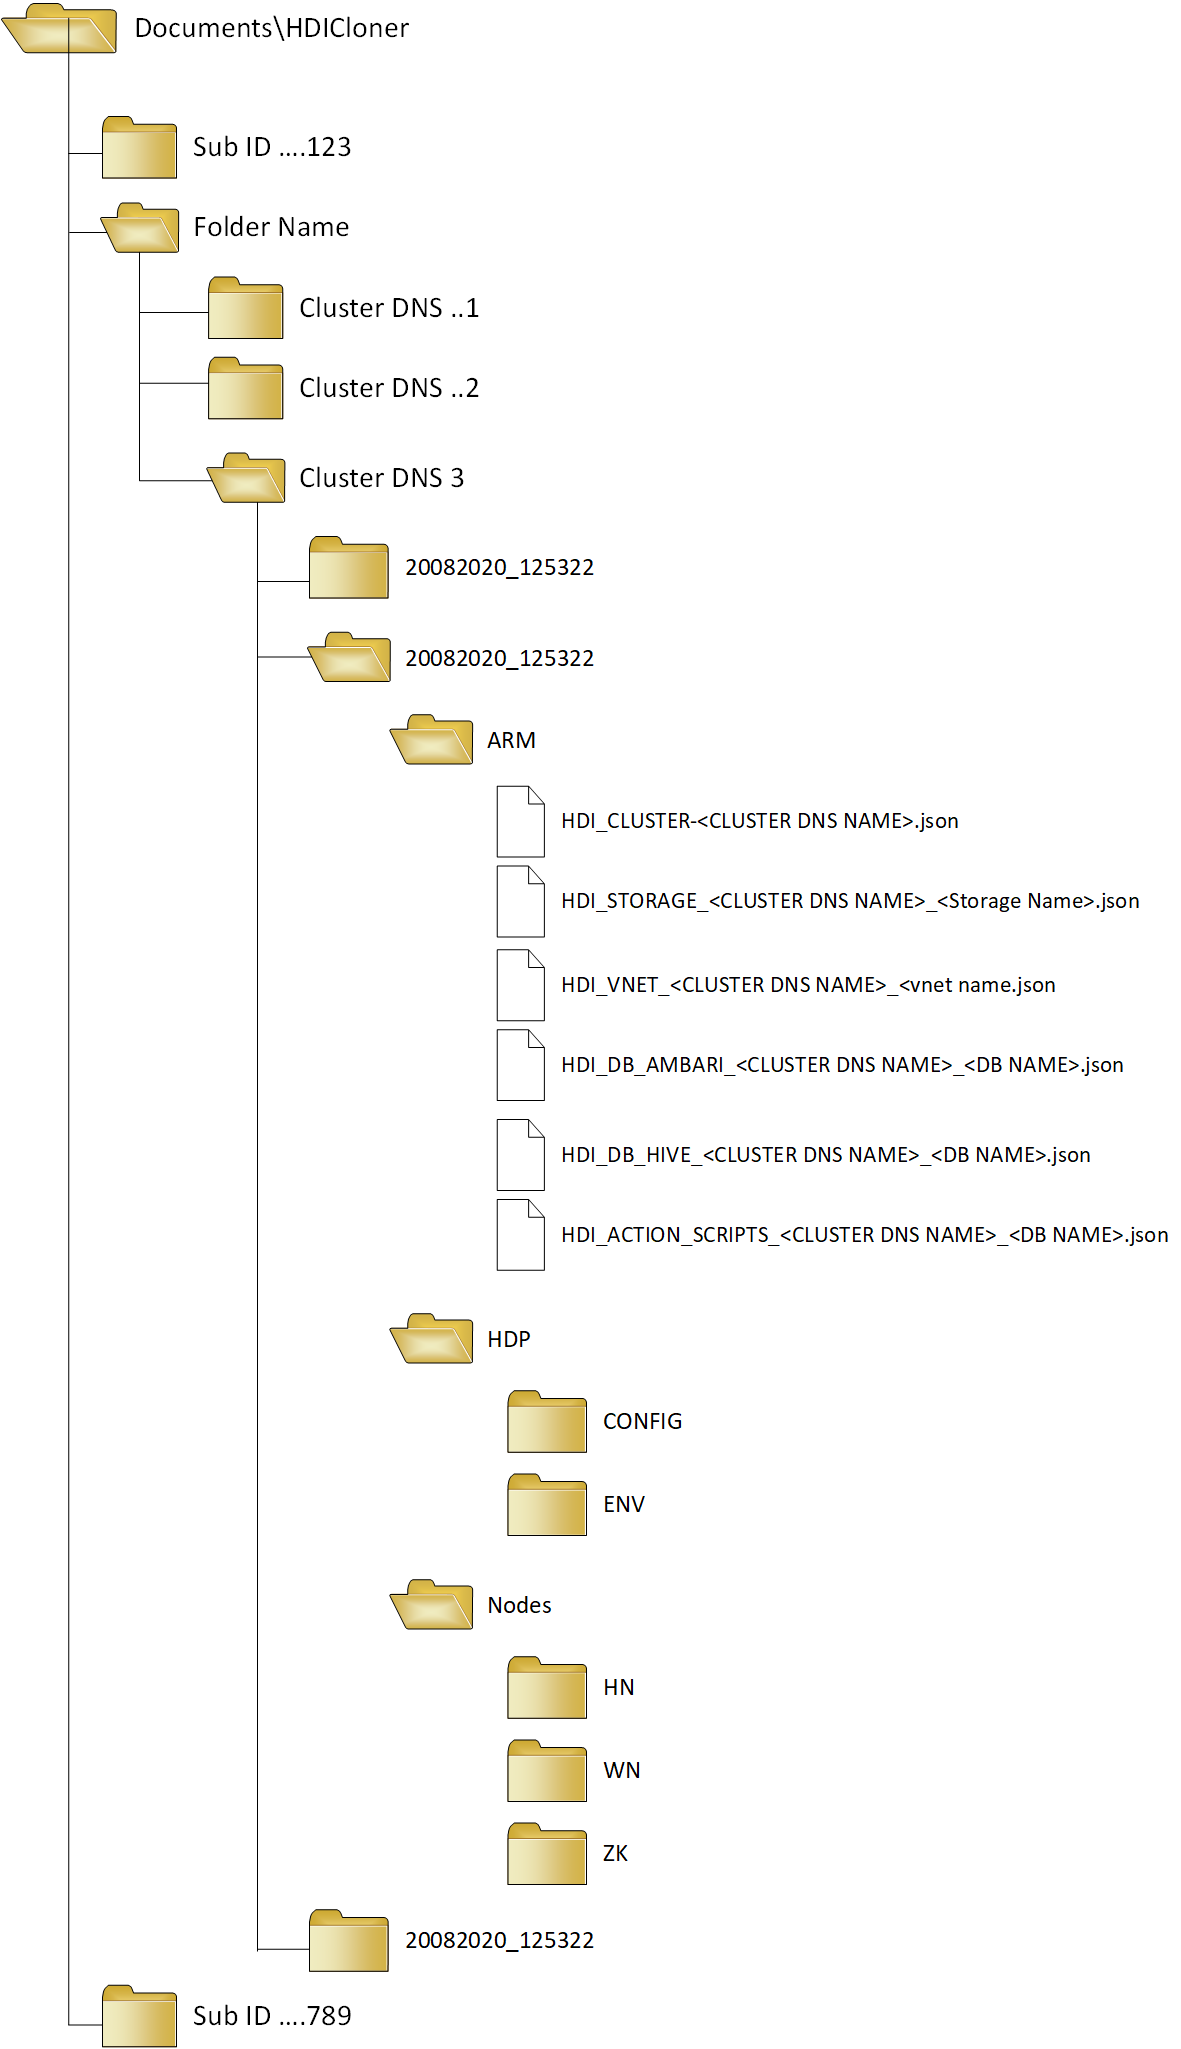 Documents\HDICloner
Sub ID ....123
Folder Name
Cluster DNS ..1
Cluster DNS ..2
Cluster DNS 3
20082020_125322
20082020_125322
ARM
HDI_CLUSTER-<CLUSTER DNS NAME>.json
HDI_STORAGE_<CLUSTER DNS NAME>_<Storage Name>.json
HDI_VNET_<CLUSTER DNS NAME>_<vnet name.json
HDI_DB_AMBARI_<CLUSTER DNS NAME>_<DB NAME>.json
HDI_DB_HIVE_<CLUSTER DNS NAME>_<DB NAME>.json
HDI_ACTION_SCRIPTS_<CLUSTER DNS NAME>_<DB NAME>.json
HDP
CONFIG
ENV
Nodes
HN
WN
ZK
20082020_125322
Sub ID ....789